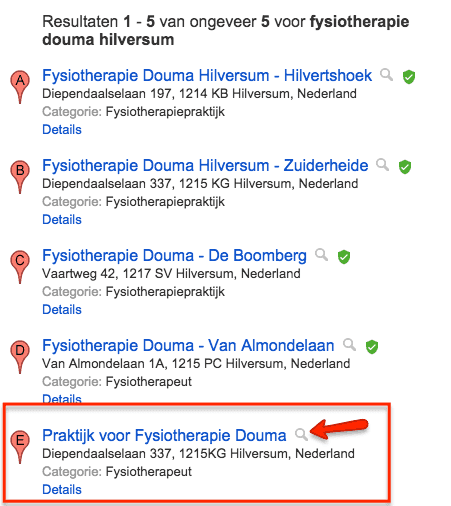 Resultaten 1 - 5 van ongeveer 5 voor fysiotherapie
douma hilversum
A
Fysiotherapie Douma Hilversum - Hilvertshoek
Diependaalselaan 197, 1214 KB Hilversum, Nederland
Categorie: Fysiotherapiepraktijk
Details
B
Fysiotherapie Douma Hilversum - Zuiderheide
Diependaalselaan 337, 1215 KG Hilversum, Nederland
Categorie: Fysiotherapiepraktijk
Details
C
Fysiotherapie Douma - De Boomberg
Vaartweg 42, 1217 SV Hilversum, Nederland
Categorie: Fysiotherapiepraktijk
Details
D
Fysiotherapie Douma - Van Almondelaan
Van Almondelaan 1A, 1215 PC Hilversum, Nederland
Categorie: Fysiotherapeut
Details
E
Praktijk voor Fysiotherapie Douma
Diependaalselaan 337, 1215KG Hilversum, Nederland
Categorie: Fysiotherapeut
Details